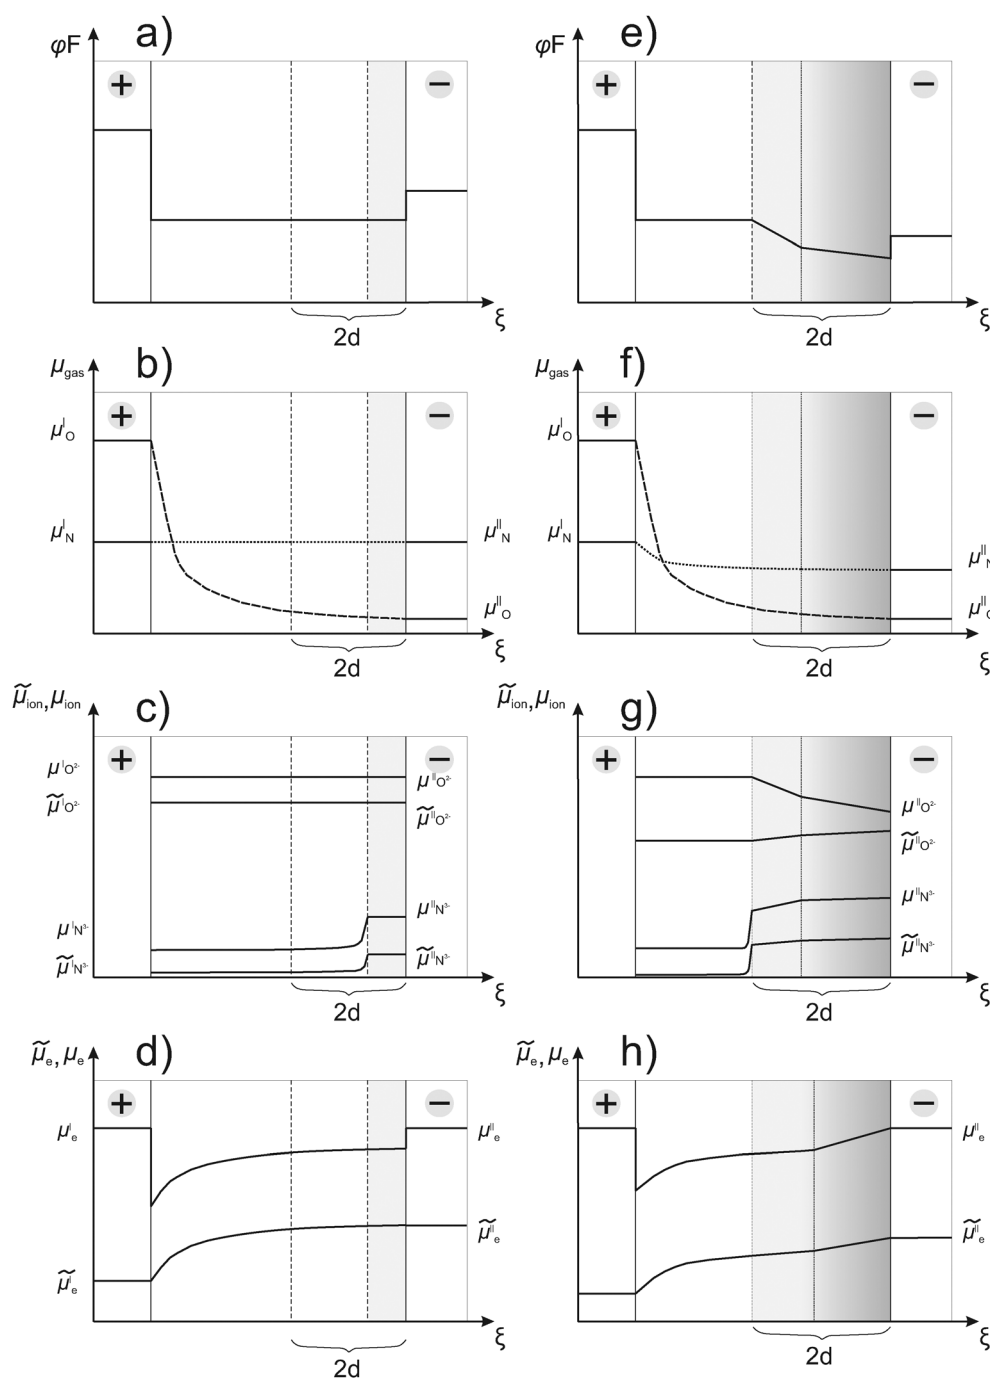 a)
φF
+
−
ξ
2d
e)
φF
+
−
ξ
2d
b)
μgas
+
−
μᴵO
μᴵN
μᴵᴵN
μᴵᴵO
ξ
2d
f)
μgas
+
−
μᴵO
μᴵN
μᴵᴵN
μᴵᴵO
ξ
2d
c)
μ̃ion, μion
+
−
μᴵO²⁻
μ̃ᴵO²⁻
μᴵᴵO²⁻
μ̃ᴵᴵO²⁻
μᴵN³⁻
μ̃ᴵN³⁻
μᴵᴵN³⁻
μ̃ᴵᴵN³⁻
ξ
2d
g)
μ̃ion, μion
+
−
μᴵᴵO²⁻
μ̃ᴵᴵO²⁻
μᴵᴵN³⁻
μ̃ᴵᴵN³⁻
ξ
2d
d)
μ̃e, μe
+
−
μᴵe
μ̃ᴵe
μᴵᴵe
μ̃ᴵᴵe
ξ
2d
h)
μ̃e, μe
+
−
μᴵᴵe
μ̃ᴵᴵe
ξ
2d